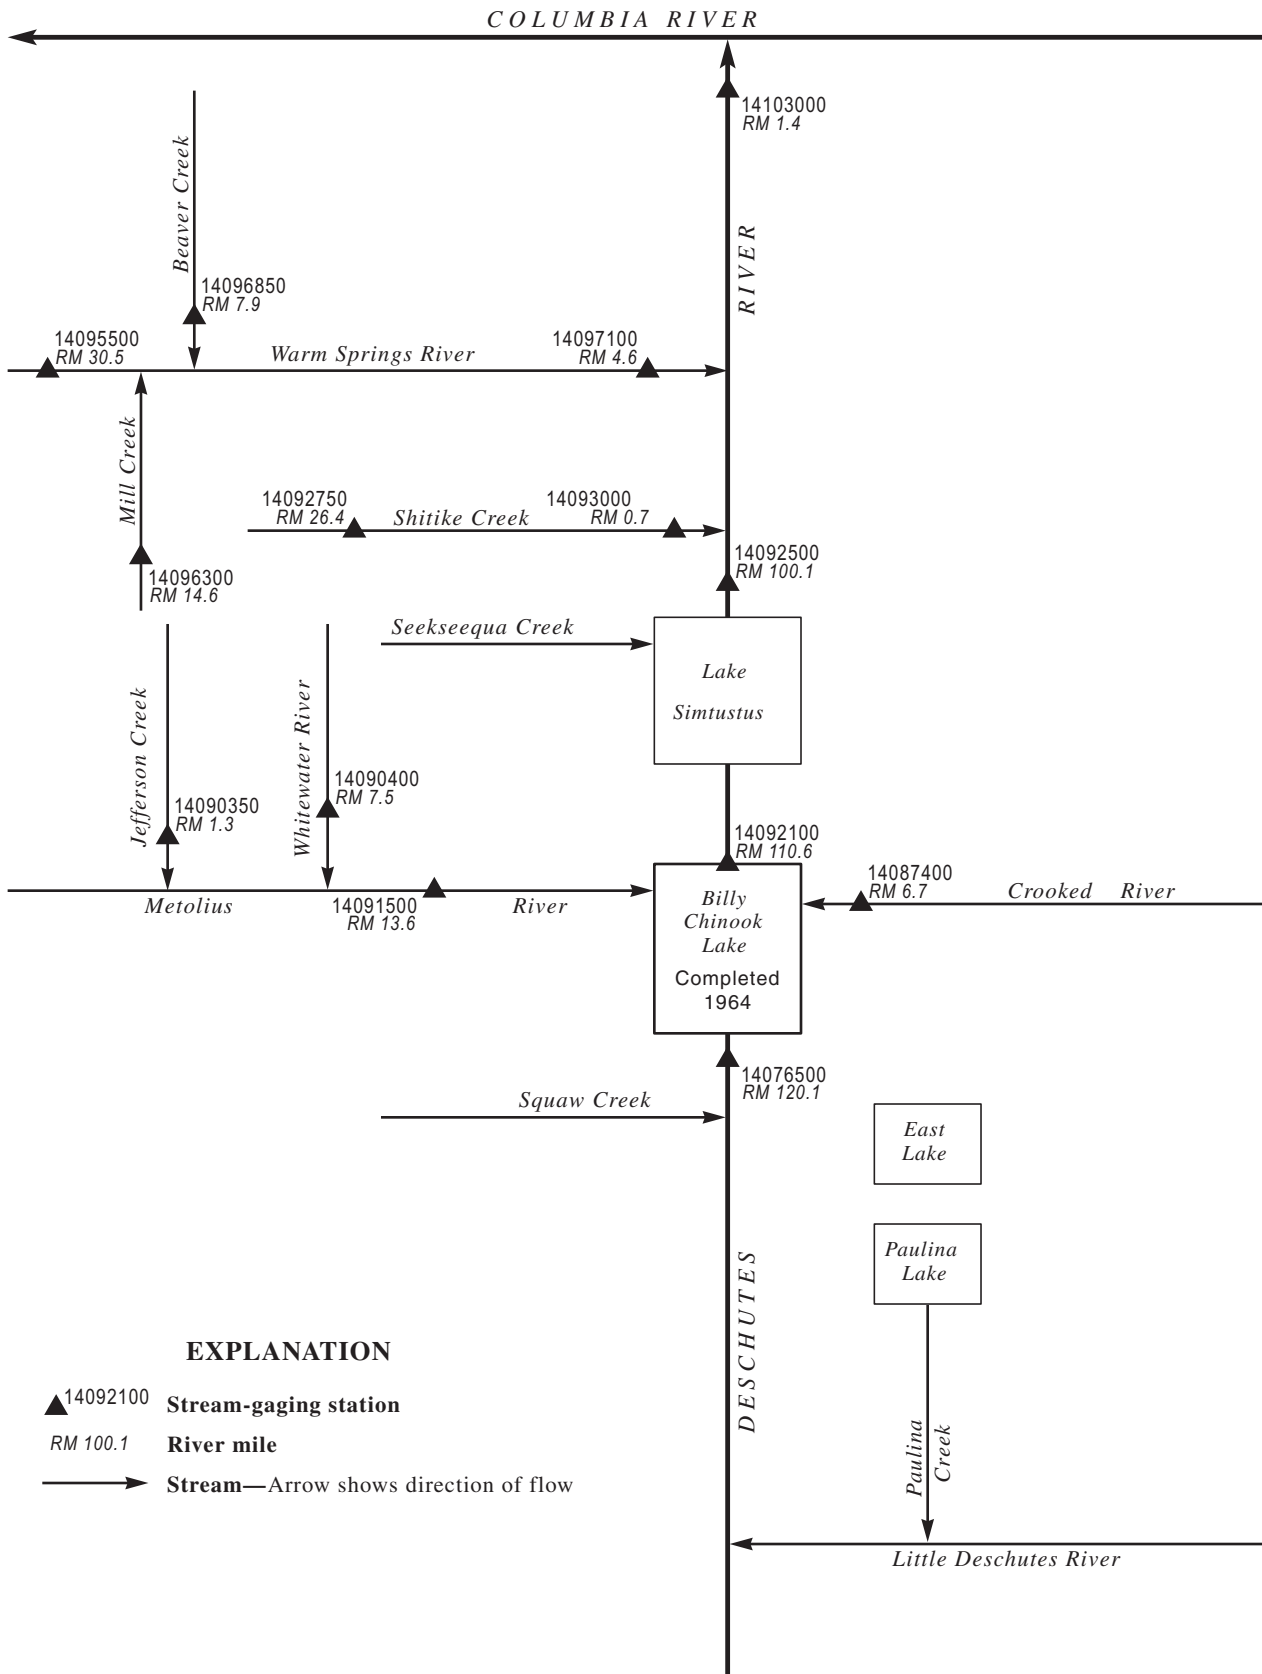 COLUMBIA RIVER
14103000
RM 1.4
Beaver Creek
RIVER
14096850
RM 7.9
14095500
RM 30.5
Warm Springs River
14097100
RM 4.6
Mill Creek
14092750
RM 26.4
Shitike Creek
14093000
RM 0.7
14092500
RM 100.1
14096300
RM 14.6
Seekseequa Creek
Lake
Simtustus
Jefferson Creek
Whitewater River
14090400
RM 7.5
14090350
RM 1.3
14092100
RM 110.6
14087400
RM 6.7
Crooked River
Metolius River
14091500
RM 13.6
Billy
Chinook
Lake
Completed
1964
14076500
RM 120.1
Squaw Creek
East
Lake
Paulina
Lake
DESCHUTES
Paulina
Creek
Little Deschutes River
EXPLANATION
14092100 Stream-gaging station
RM 100.1 River mile
Stream—Arrow shows direction of flow